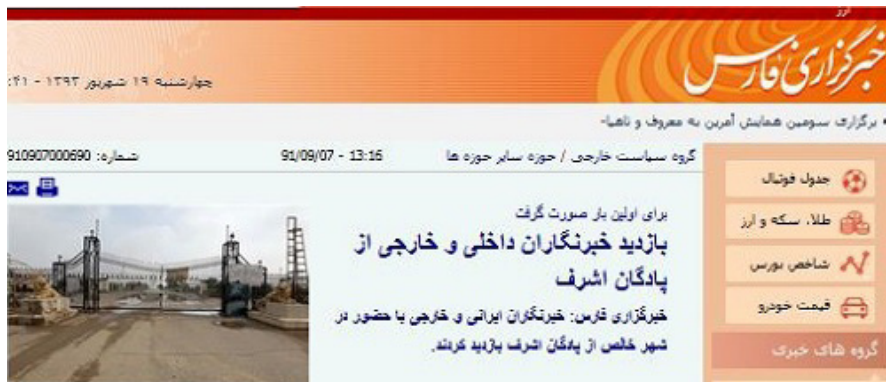 ارز
خبرگزاری فارس
چهارشنبه ۱۹ شهریور ۱۳۹۳ - ۴۱:
• برگزاری سومین همایش آمرین به معروف و ناهیا-
گروه سیاست خارجی / حوزه سایر حوزه ها
91/09/07 - 13:16
شماره: 910907000690
برای اولین بار صورت گرفت
بازدید خبرنگاران داخلی و خارجی از
پادگان اشرف
خبرگزاری فارس: خبرنگاران ایرانی و خارجی با حضور در
شهر خالص از پادگان اشرف بازدید کردند.
جدول فوتبال
طلا، سکه و ارز
شاخص بورس
قیمت خودرو
گروه های خبری